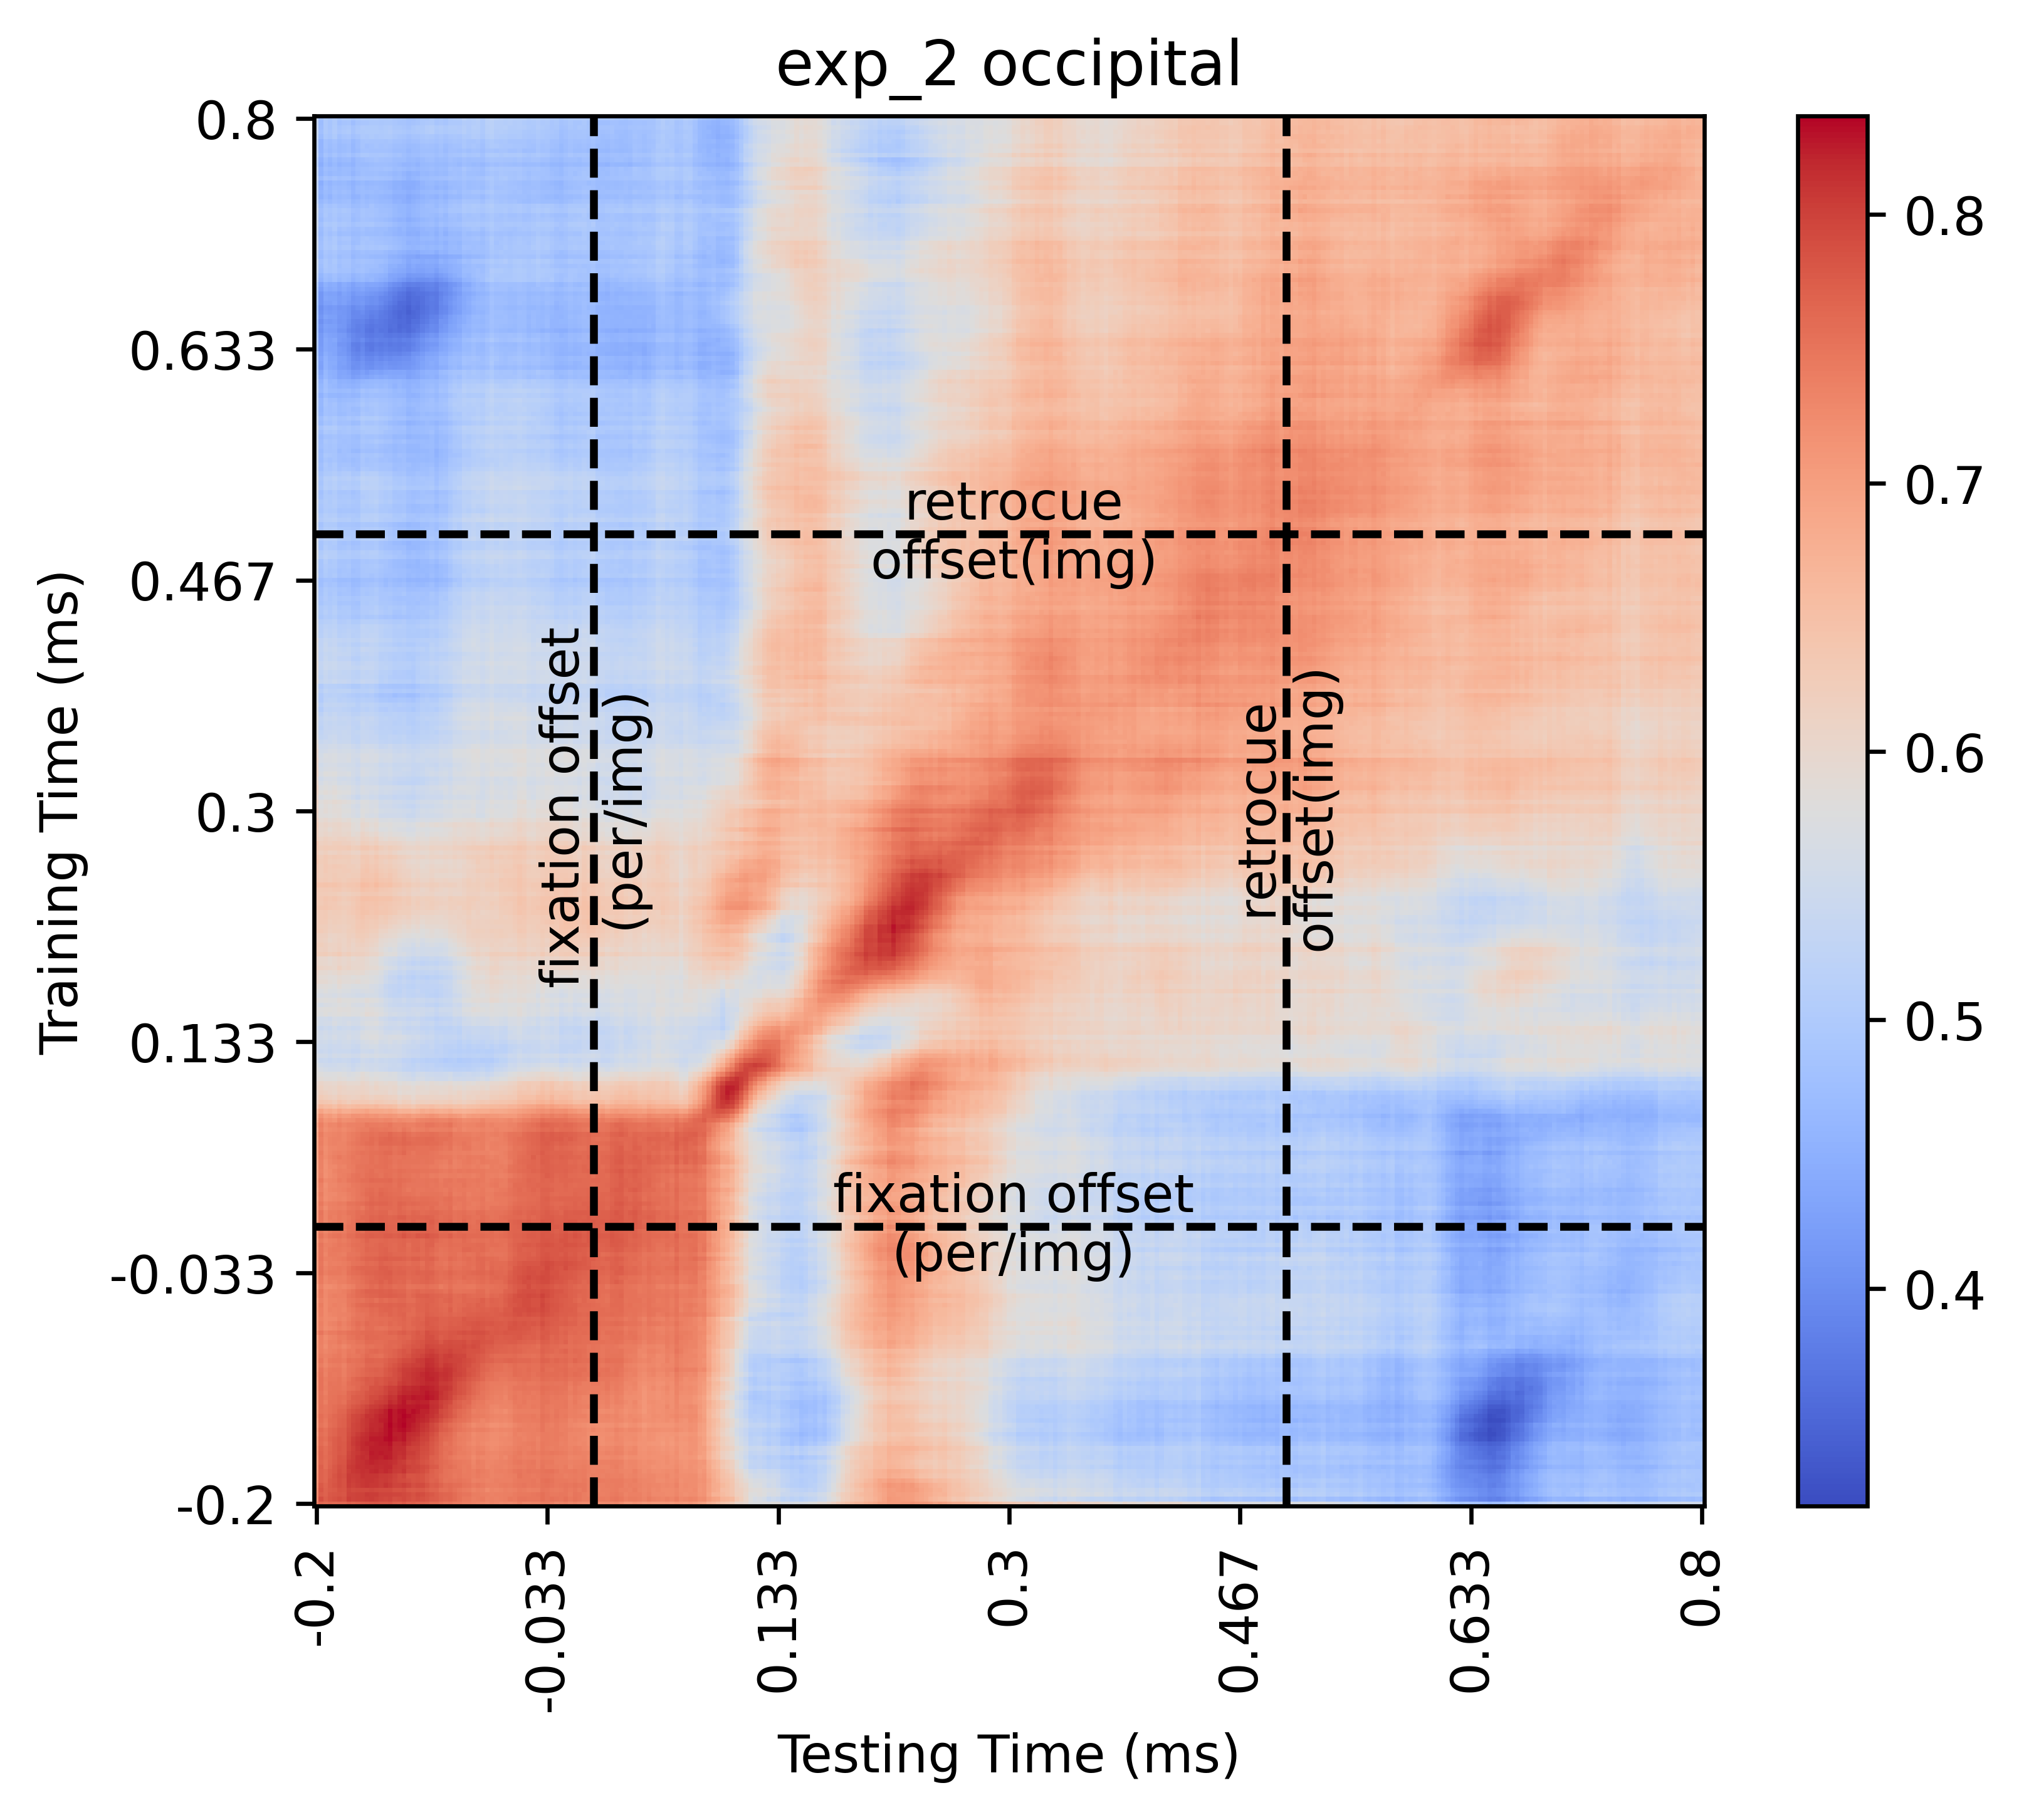 exp_2 occipital
0.8
0.633
0.467
0.3
0.133
-0.033
-0.2
Training Time (ms)
retrocue
offset(img)
fixation offset
(per/img)
retrocue
offset(img)
fixation offset
(per/img)
-0.2
-0.033
0.133
0.3
0.467
0.633
0.8
Testing Time (ms)
0.8
0.7
0.6
0.5
0.4